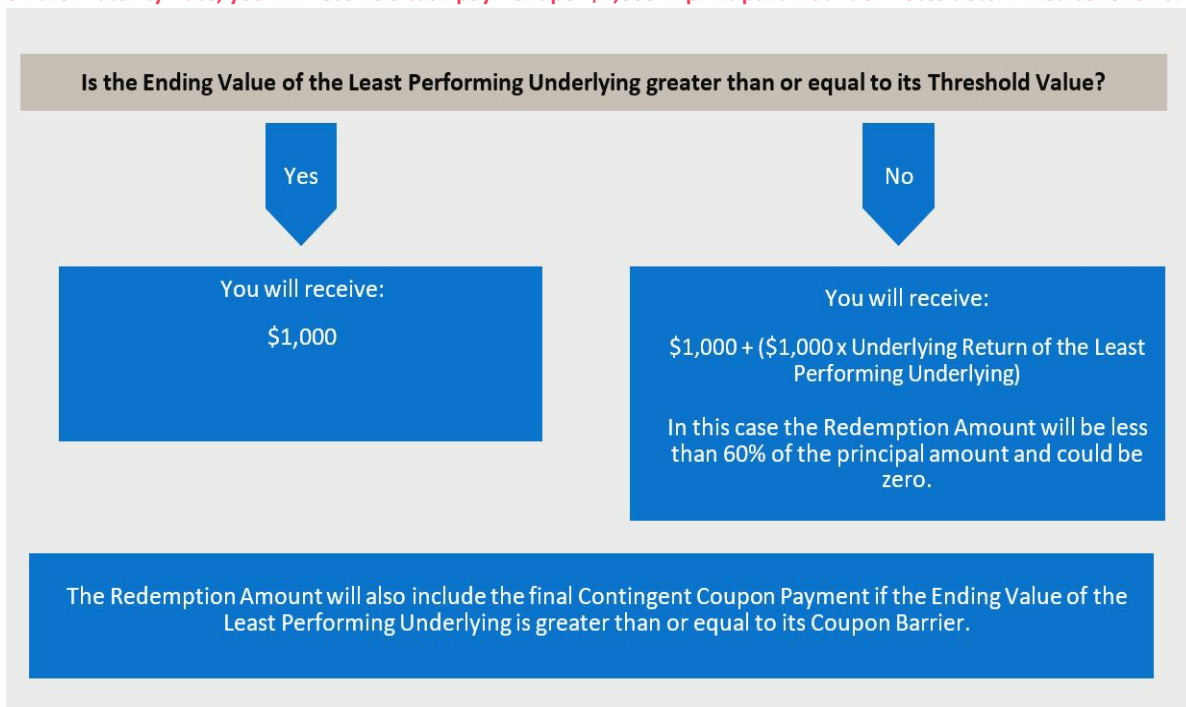 Is the Ending Value of the Least Performing Underlying greater than or equal to its Threshold Value?
Yes
No
You will receive:
$1,000
You will receive:
$1,000 + ($1,000 x Underlying Return of the Least
Performing Underlying)
In this case the Redemption Amount will be less
than 60% of the principal amount and could be
zero.
The Redemption Amount will also include the final Contingent Coupon Payment if the Ending Value of the
Least Performing Underlying is greater than or equal to its Coupon Barrier.